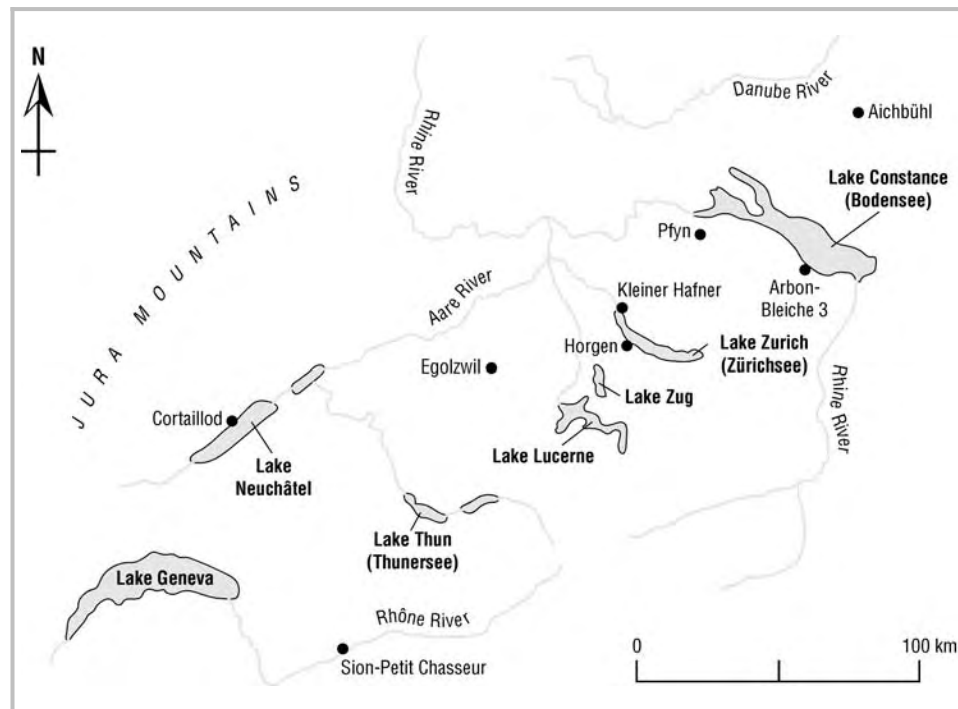 N
Danube River
Aichbühl
Rhine River
Lake Constance
(Bodensee)
JURA MOUNTAINS
Pfyn
Arbon-
Bleiche 3
Kleiner Hafner
Aare River
Horgen
Lake Zurich
(Zürichsee)
Egolzwil
Lake Zug
Rhine River
Cortaillod
Lake Lucerne
Lake
Neuchâtel
Lake Thun
(Thunersee)
Lake Geneva
Rhône River
0
100 km
Sion-Petit Chasseur